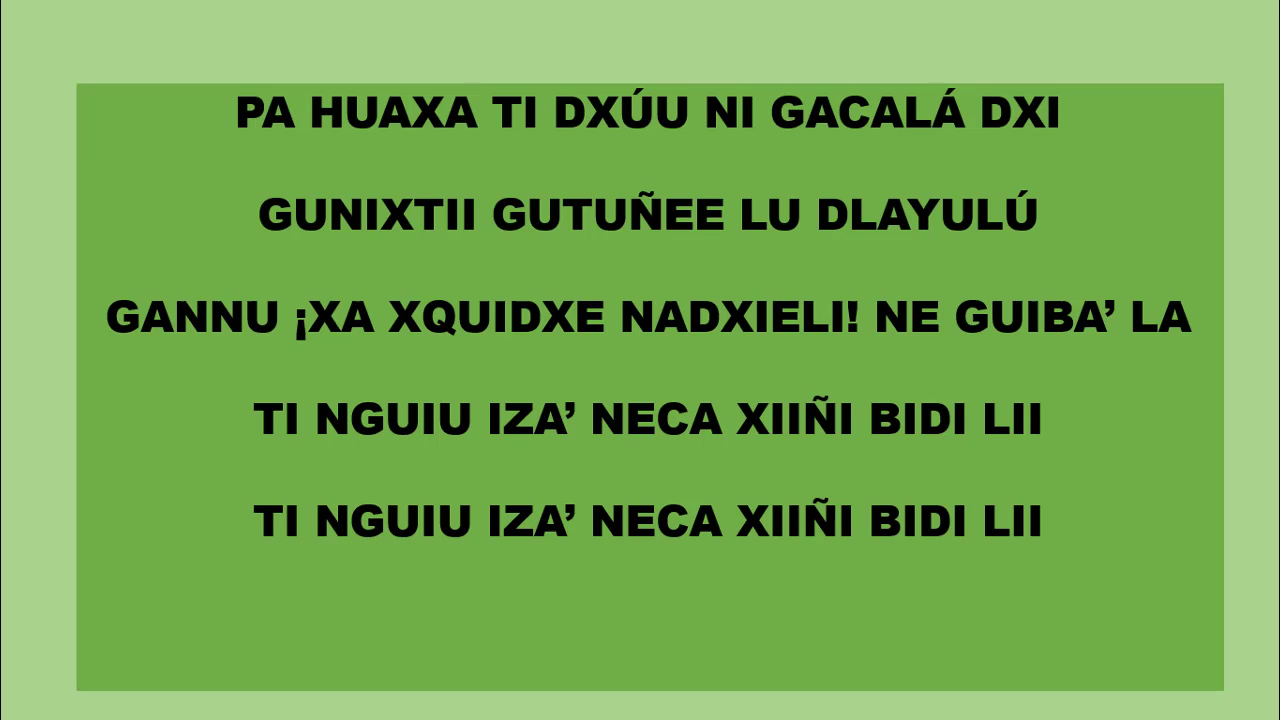 PA HUAXA TI DXÚU NI GACALÁ DXI
GUNIXTII GUTUÑEE LU DLAYULÚ
GANNU ¡XA XQUIDXE NADXIELI! NE GUIBA’ LA
TI NGUIU IZA’ NECA XIIÑI BIDI LII
TI NGUIU IZA’ NECA XIIÑI BIDI LII